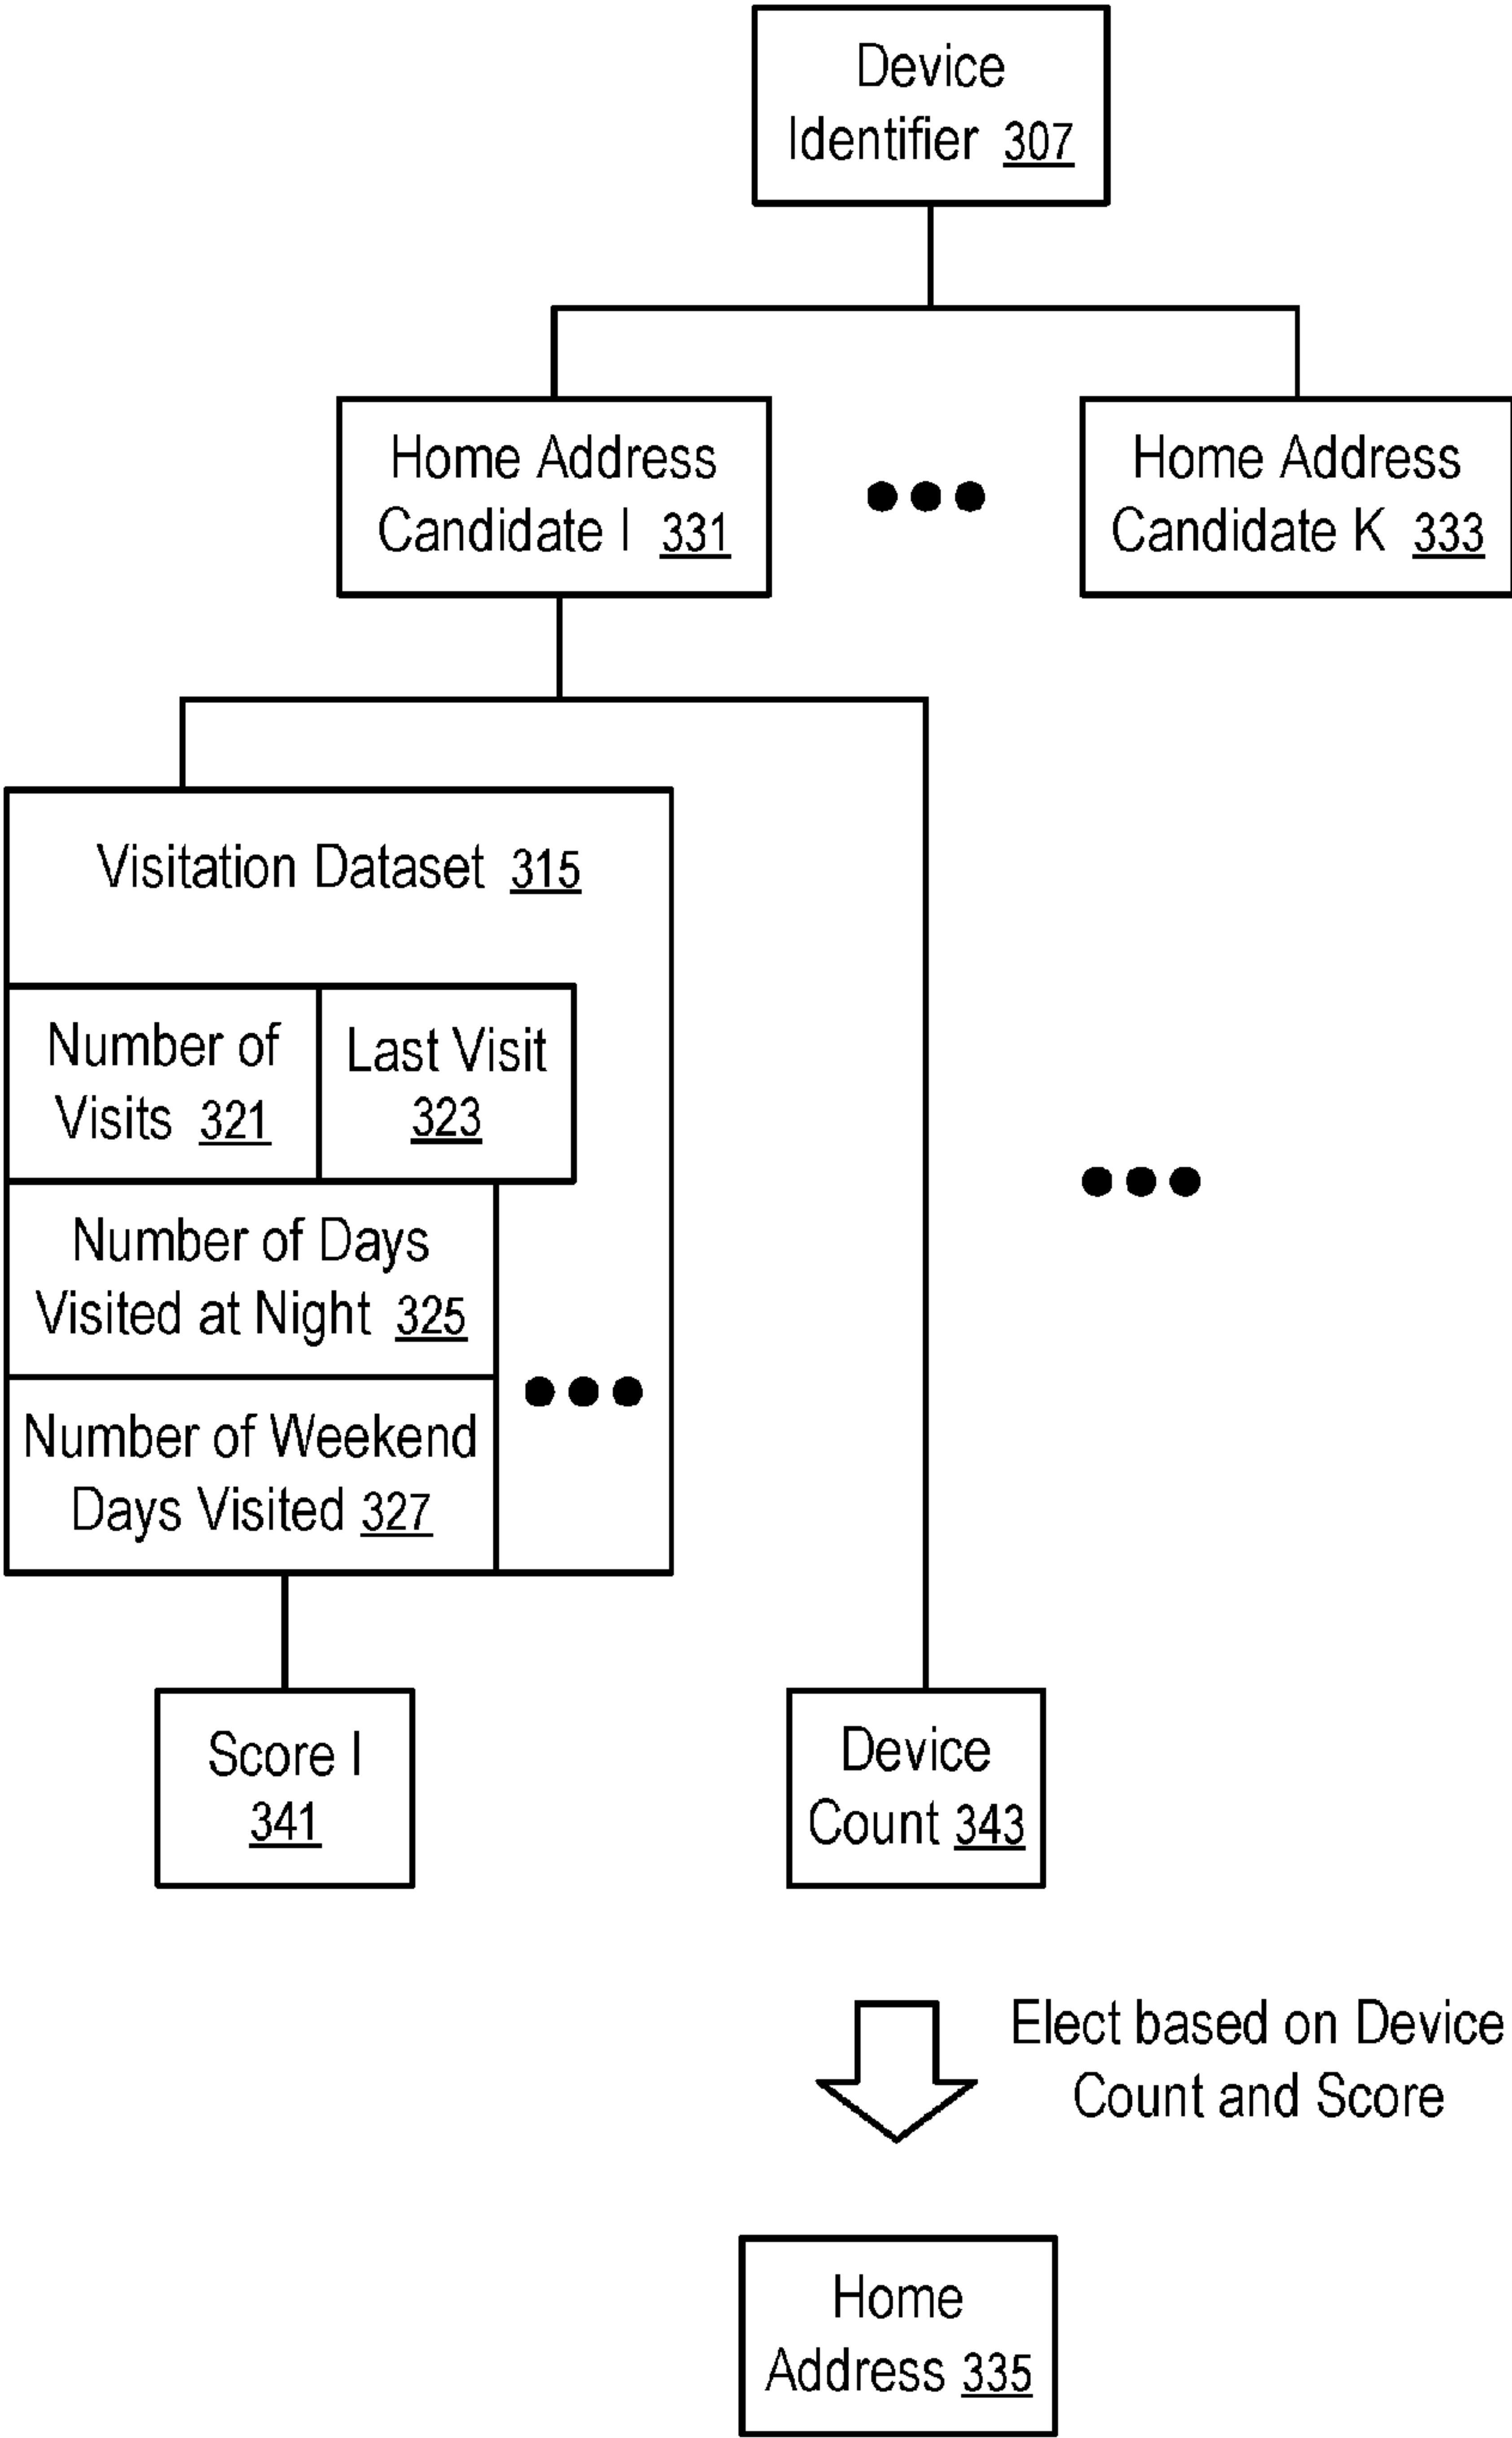 Device
Identifier 307
Home Address
Candidate I 331
Home Address
Candidate K 333
Visitation Dataset 315
Number of
Visits 321
Last Visit
323
Number of Days
Visited at Night 325
Number of Weekend
Days Visited 327
Score I
341
Device
Count 343
Elect based on Device
Count and Score
Home
Address 335